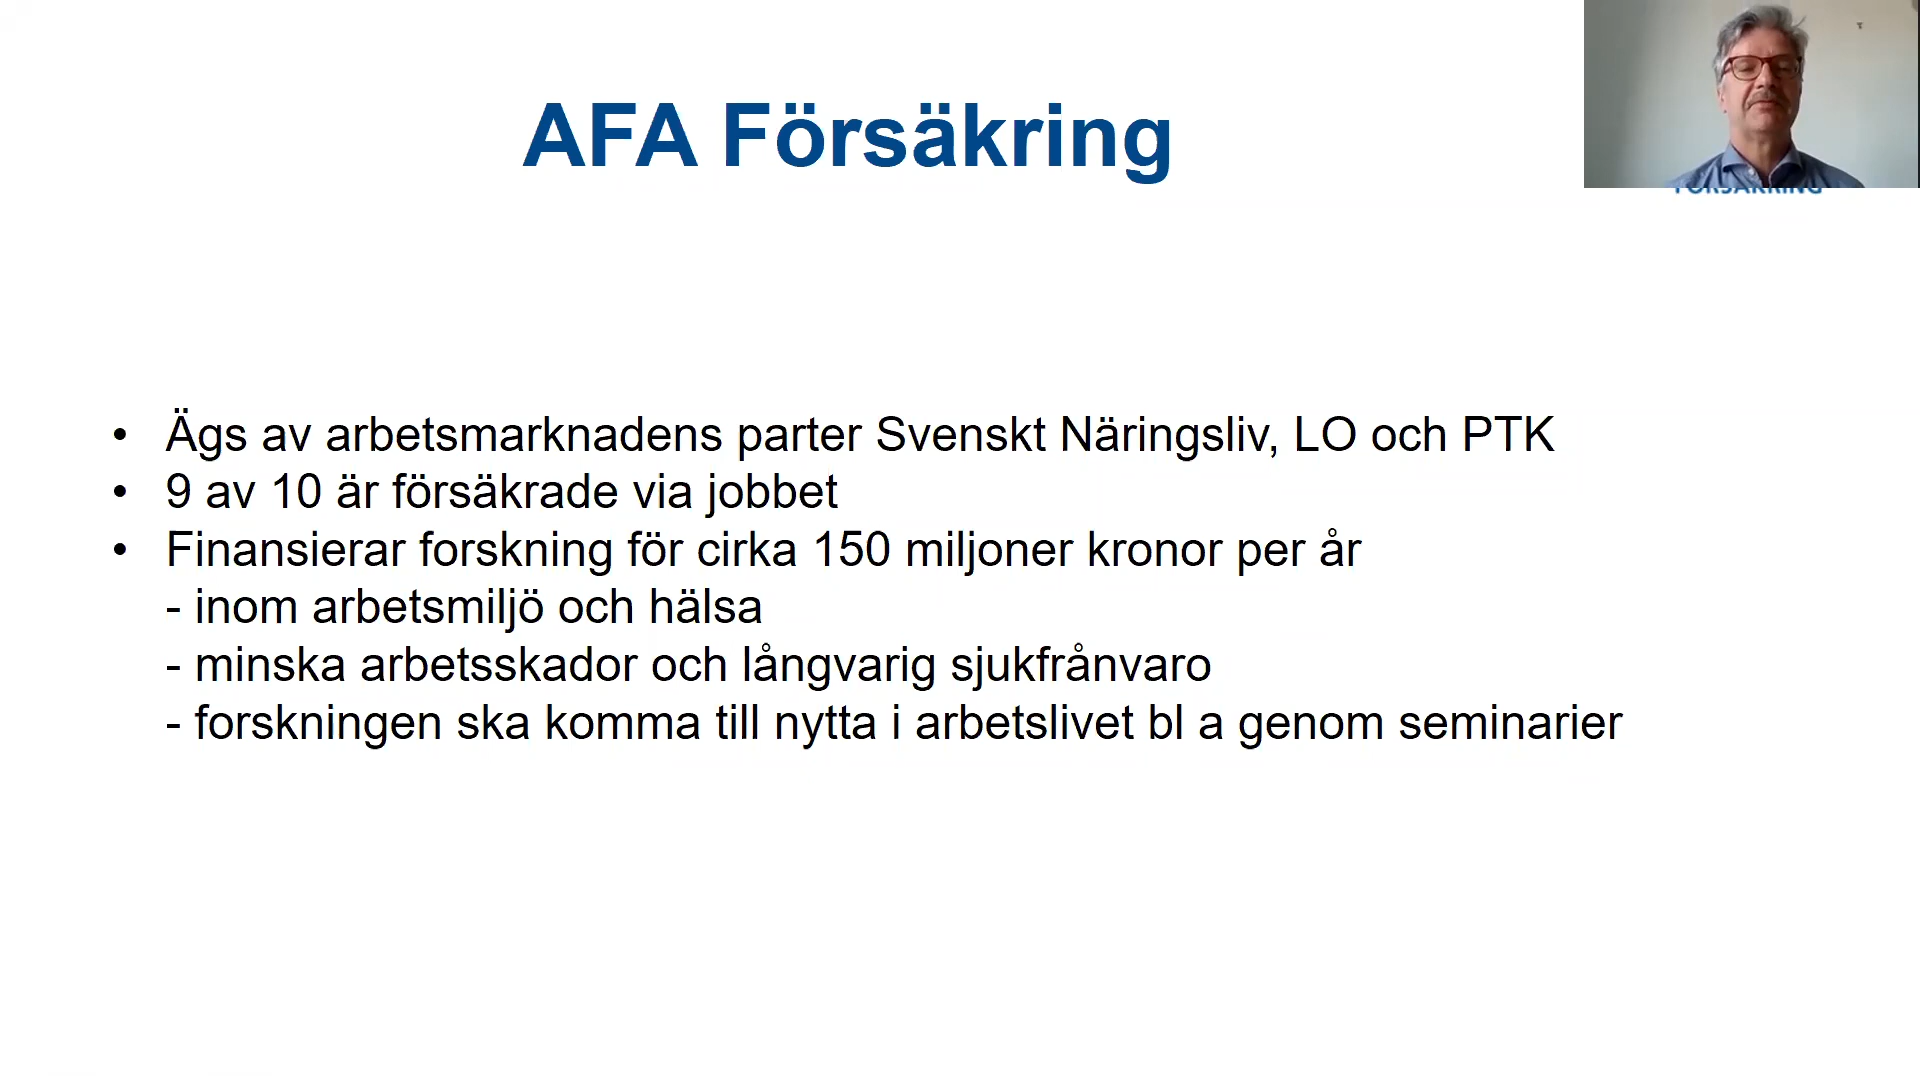 AFA Försäkring
FÖRSÄKRING
• Ägs av arbetsmarknadens parter Svenskt Näringsliv, LO och PTK
• 9 av 10 är försäkrade via jobbet
• Finansierar forskning för cirka 150 miljoner kronor per år
- inom arbetsmiljö och hälsa
- minska arbetsskador och långvarig sjukfrånvaro
- forskningen ska komma till nytta i arbetslivet bl a genom seminarier